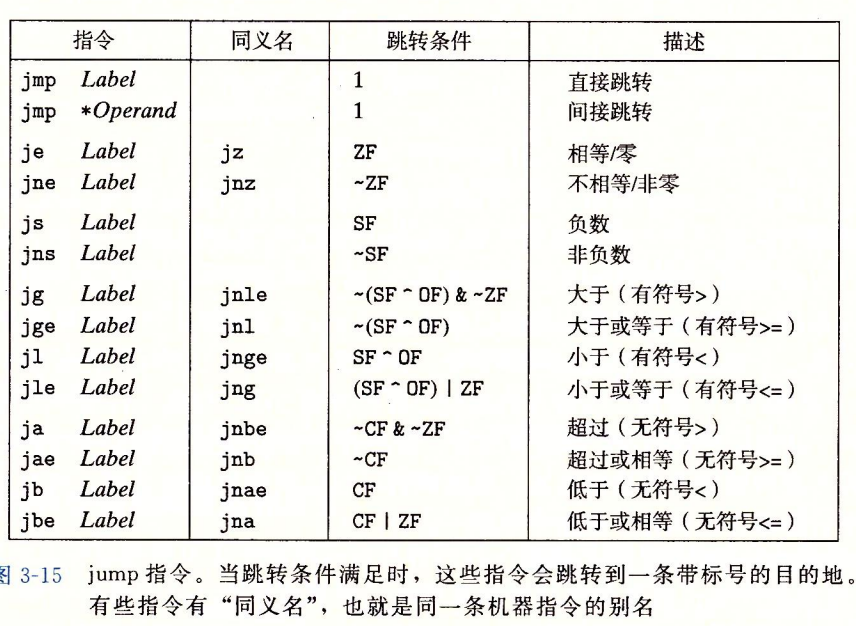 指令 同义名 跳转条件 描述
jmp Label 1 直接跳转
jmp *Operand 1 间接跳转
je Label jz ZF 相等/零
jne Label jnz ~ZF 不相等/非零
js Label SF 负数
jns Label ~SF 非负数
jg Label jnle ~(SF ^ OF) & ~ZF 大于（有符号>）
jge Label jnl ~(SF ^ OF) 大于或等于（有符号>=）
jl Label jnge SF ^ OF 小于（有符号<）
jle Label jng (SF ^ OF) | ZF 小于或等于（有符号<=）
ja Label jnbe ~CF & ~ZF 超过（无符号>）
jae Label jnb ~CF 超过或相等（无符号>=）
jb Label jnae CF 低于（无符号<）
jbe Label jna CF | ZF 低于或相等（无符号<=）
图 3-15 jump 指令。当跳转条件满足时，这些指令会跳转到一条带标号的目的地。
有些指令有“同义名”，也就是同一条机器指令的别名